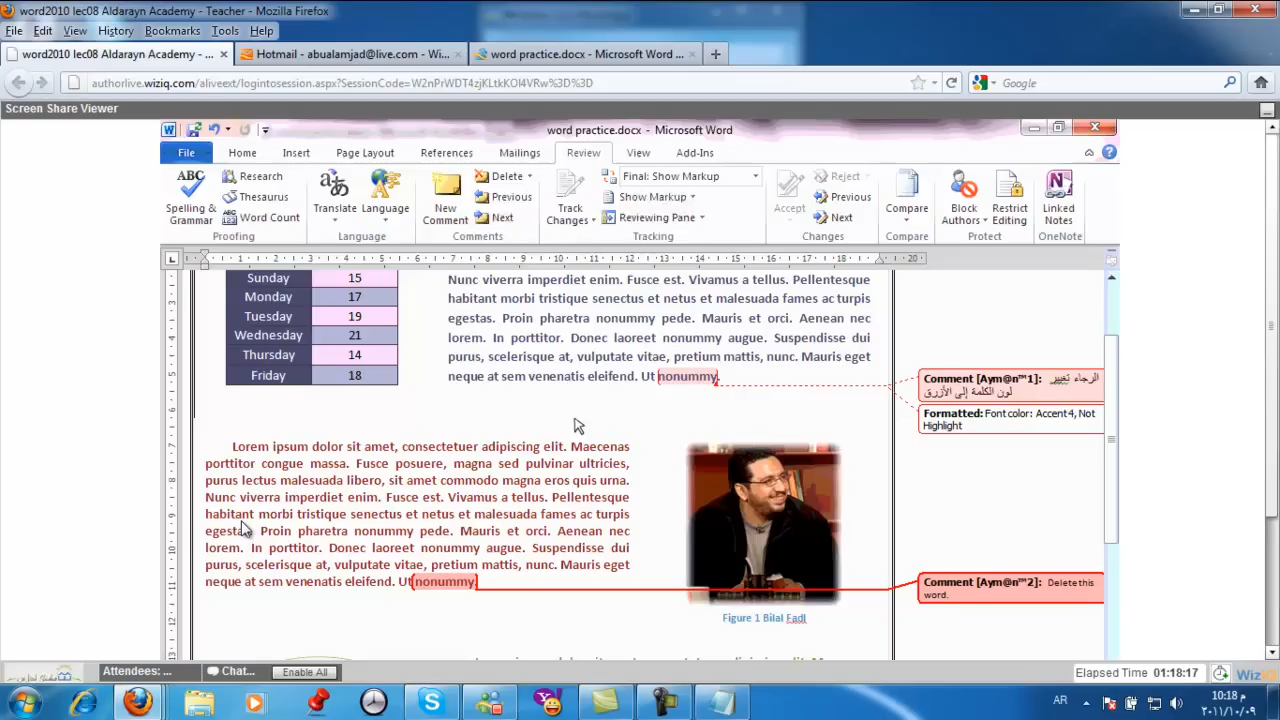 word2010 lec08 Aldarayn Academy - Teacher - Mozilla Firefox
File Edit View History Bookmarks Tools Help
word2010 lec08 Aldarayn Academy - ...
Hotmail - abualamjad@live.com - Wi...
word practice.docx - Microsoft Word ...
authorlive.wiziq.com/aliveext/logintosession.aspx?SessionCode=W2nPrWDT4zjKLtKKOl4VRw%3D%3D
Google
Screen Share Viewer
word practice.docx - Microsoft Word
File Home Insert Page Layout References Mailings Review View Add-Ins
ABC
Spelling & Grammar
Research
Thesaurus
Word Count
Proofing
Translate
Language
Language
New Comment
Delete
Previous
Next
Comments
Track Changes
Final: Show Markup
Show Markup
Reviewing Pane
Tracking
Accept
Reject
Previous
Next
Changes
Compare
Compare
Block Authors
Restrict Editing
Protect
Linked Notes
OneNote
Sunday 15
Monday 17
Tuesday 19
Wednesday 21
Thursday 14
Friday 18
Nunc viverra imperdiet enim. Fusce est. Vivamus a tellus. Pellentesque
habitant morbi tristique senectus et netus et malesuada fames ac turpis
egestas. Proin pharetra nonummy pede. Mauris et orci. Aenean nec
lorem. In porttitor. Donec laoreet nonummy augue. Suspendisse dui
purus, scelerisque at, vulputate vitae, pretium mattis, nunc. Mauris eget
neque at sem venenatis eleifend. Ut nonummy.
Comment [Aym@n™1]: الرجاء تغيير
لون الكلمة إلى الأزرق
Formatted: Font color: Accent 4, Not
Highlight
Lorem ipsum dolor sit amet, consectetuer adipiscing elit. Maecenas
porttitor congue massa. Fusce posuere, magna sed pulvinar ultricies,
purus lectus malesuada libero, sit amet commodo magna eros quis urna.
Nunc viverra imperdiet enim. Fusce est. Vivamus a tellus. Pellentesque
habitant morbi tristique senectus et netus et malesuada fames ac turpis
egestas. Proin pharetra nonummy pede. Mauris et orci. Aenean nec
lorem. In porttitor. Donec laoreet nonummy augue. Suspendisse dui
purus, scelerisque at, vulputate vitae, pretium mattis, nunc. Mauris eget
neque at sem venenatis eleifend. Ut nonummy.
Comment [Aym@n™2]: Delete this
word.
Figure 1 Bilal Fadl
Attendees: ...
Chat...
Enable All
Elapsed Time 01:18:17
WizIQ
AR
10:18 م
٢٠١١/١٠/٠٩